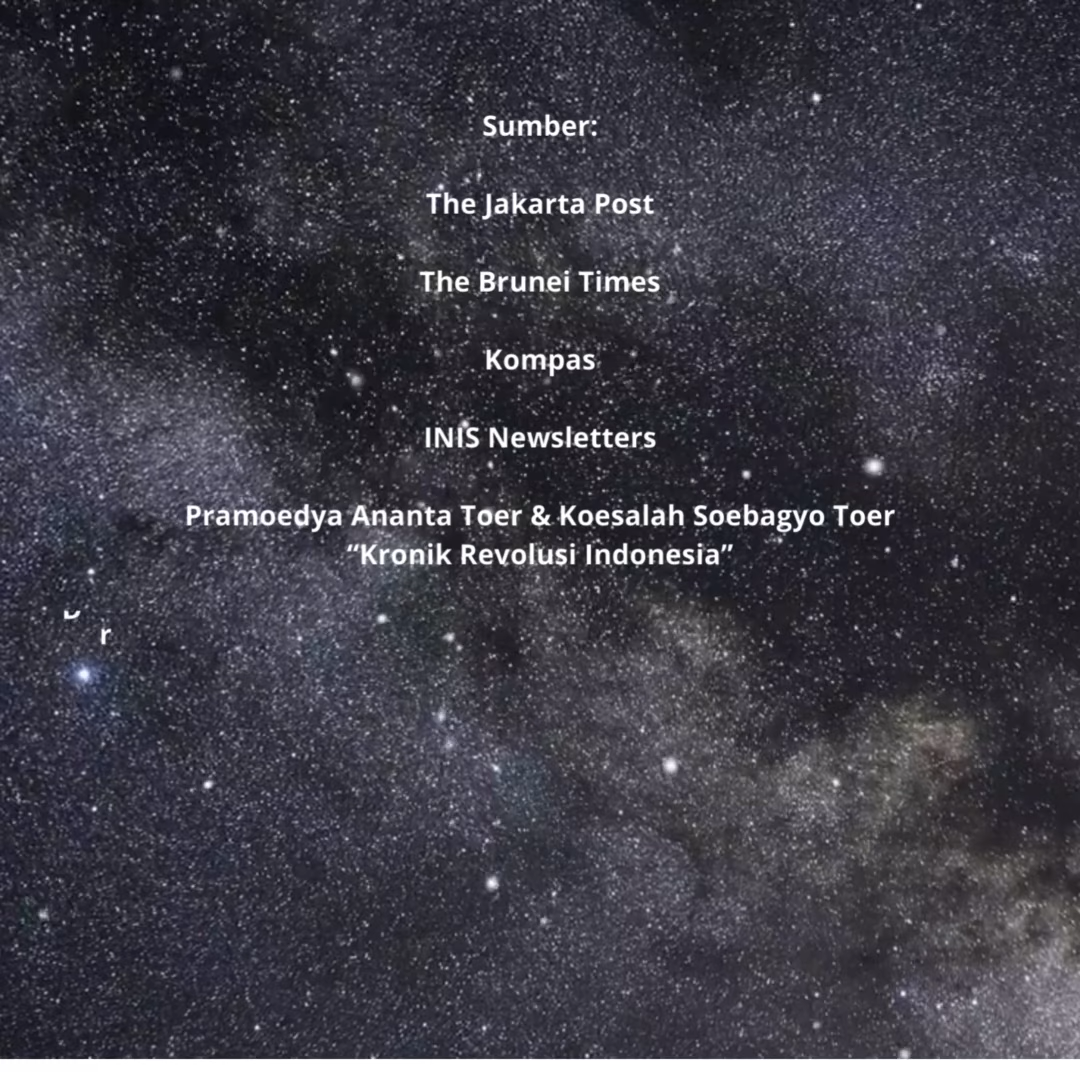 Sumber:
The Jakarta Post
The Brunei Times
Kompas
INIS Newsletters
Pramoedya Ananta Toer & Koesalah Soebagyo Toer
“Kronik Revolusi Indonesia”
r